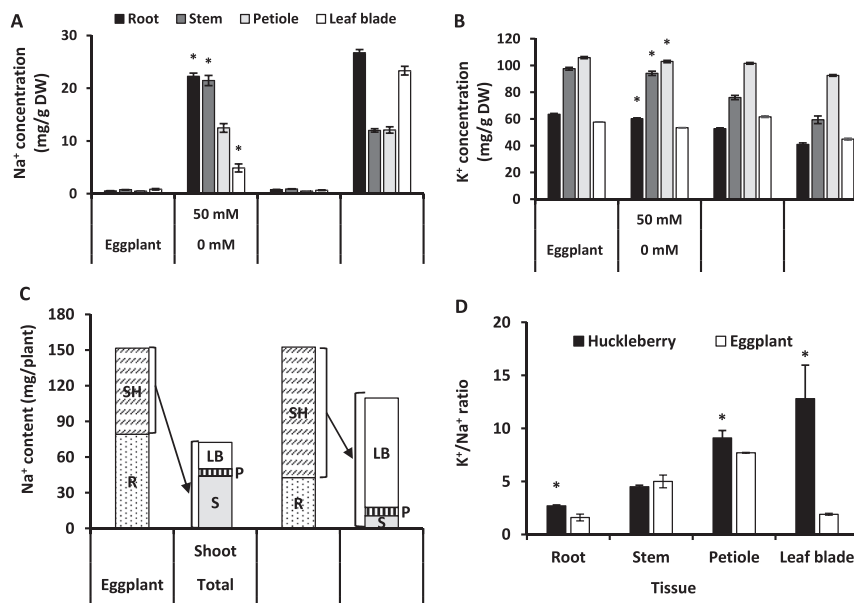 A
Root Stem Petiole Leaf blade
Na⁺ concentration
(mg/g DW)
30
20
10
0
* * *
50 mM
Eggplant 0 mM
B
K⁺ concentration
(mg/g DW)
120
100
80
60
40
20
0
* * *
50 mM
Eggplant 0 mM
C
Na⁺ content (mg/plant)
180
150
120
90
60
30
0
SH
R
LB
P
S
SH
R
LB
P
S
Shoot
Eggplant Total
D
Huckleberry Eggplant
K⁺/Na⁺ ratio
20
15
10
5
0
* * *
Root Stem Petiole Leaf blade
Tissue